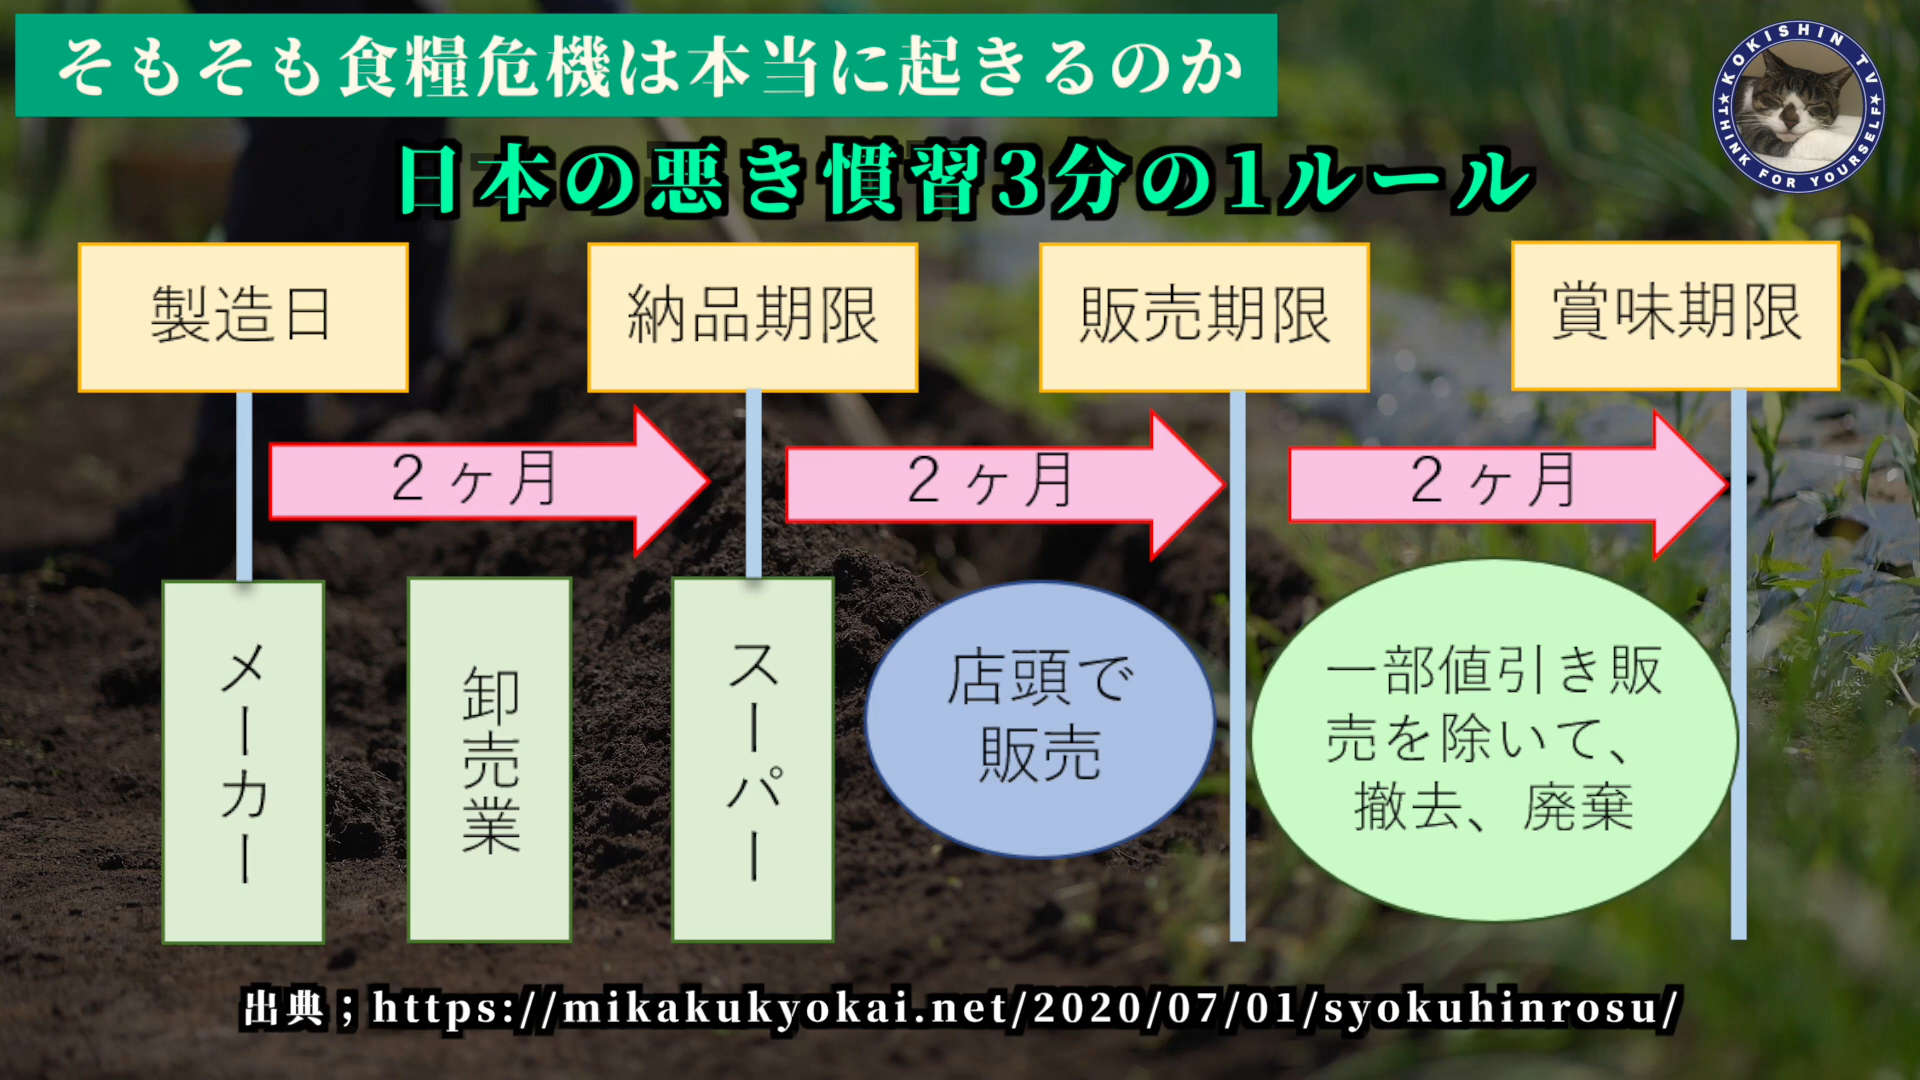 そもそも食糧危機は本当に起きるのか
KOKISHIN TV
THINK FOR YOURSELF
日本の悪き慣習3分の1ルール
製造日
納品期限
販売期限
賞味期限
2ヶ月
2ヶ月
2ヶ月
メーカー
卸売業
スーパー
店頭で
販売
一部値引き販
売を除いて、
撤去、廃棄
出典；https://mikakukyokai.net/2020/07/01/syokuhinrosu/